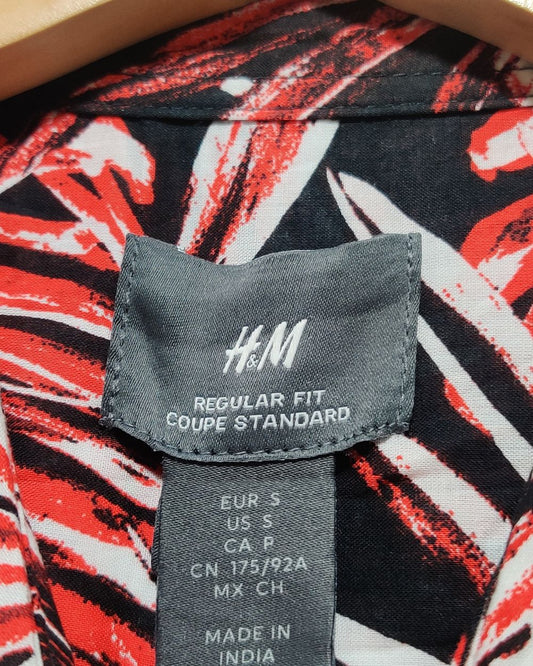 H&M
REGULAR FIT
COUPE STANDARD
EUR S
US S
CA P
CN 175/92A
MX CH
MADE IN
INDIA